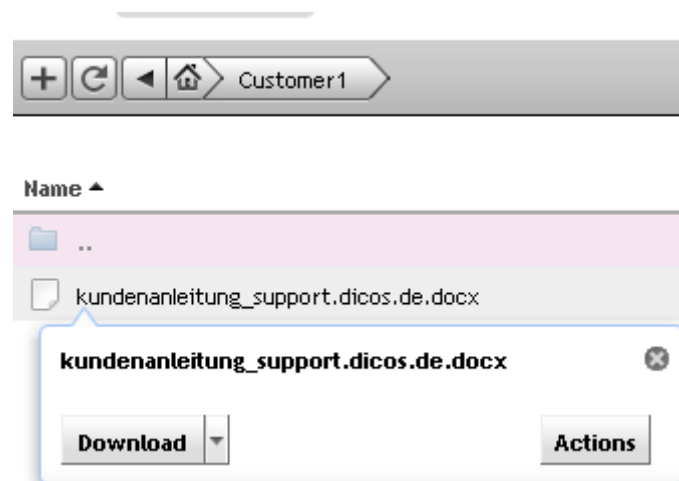 Customer1
Name
..
kundenanleitung_support.dicos.de.docx
kundenanleitung_support.dicos.de.docx
Download
Actions